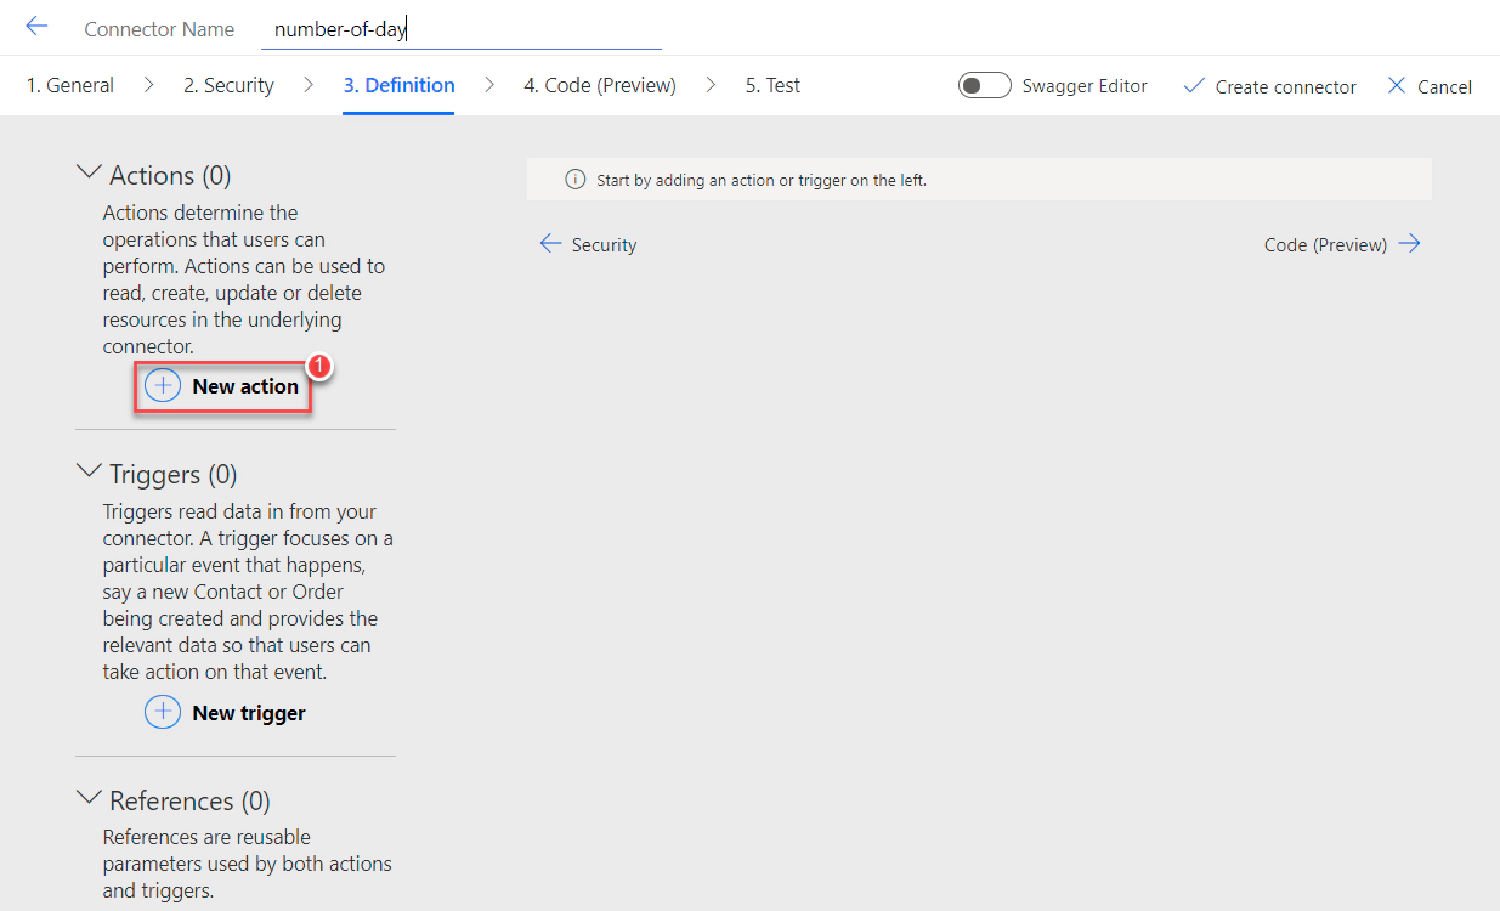 Connector Name number-of-day
1. General 2. Security 3. Definition 4. Code (Preview) 5. Test Swagger Editor Create connector Cancel
Actions (0)
Actions determine the
operations that users can
perform. Actions can be used to
read, create, update or delete
resources in the underlying
connector.
1
New action
Triggers (0)
Triggers read data in from your
connector. A trigger focuses on a
particular event that happens,
say a new Contact or Order
being created and provides the
relevant data so that users can
take action on that event.
New trigger
References (0)
References are reusable
parameters used by both actions
and triggers.
Start by adding an action or trigger on the left.
Security Code (Preview)